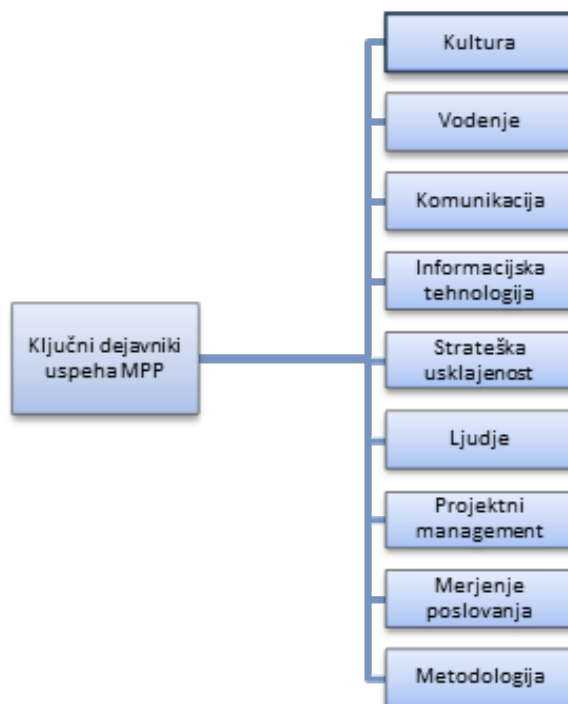 Kultura
Vodenje
Komunikacija
Informacijska
tehnologija
Ključni dejavniki
uspeha MPP
Strateška
usklajenost
Ljudje
Projektni
management
Merjenje
poslovanja
Metodologija